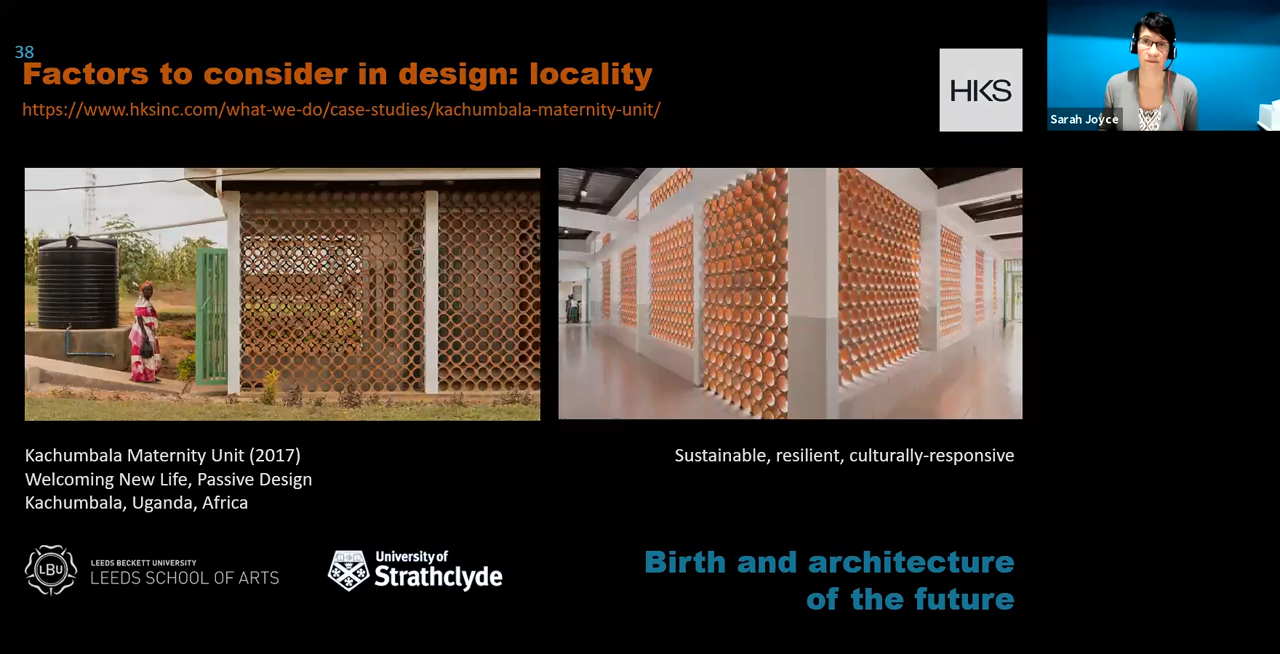 38
Factors to consider in design: locality
https://www.hksinc.com/what-we-do/case-studies/kachumbala-maternity-unit/
HKS
Sarah Joyce
Kachumbala Maternity Unit (2017)
Welcoming New Life, Passive Design
Kachumbala, Uganda, Africa
Sustainable, resilient, culturally-responsive
LBU
LEEDS BECKETT UNIVERSITY
LEEDS SCHOOL OF ARTS
University of
Strathclyde
Birth and architecture
of the future